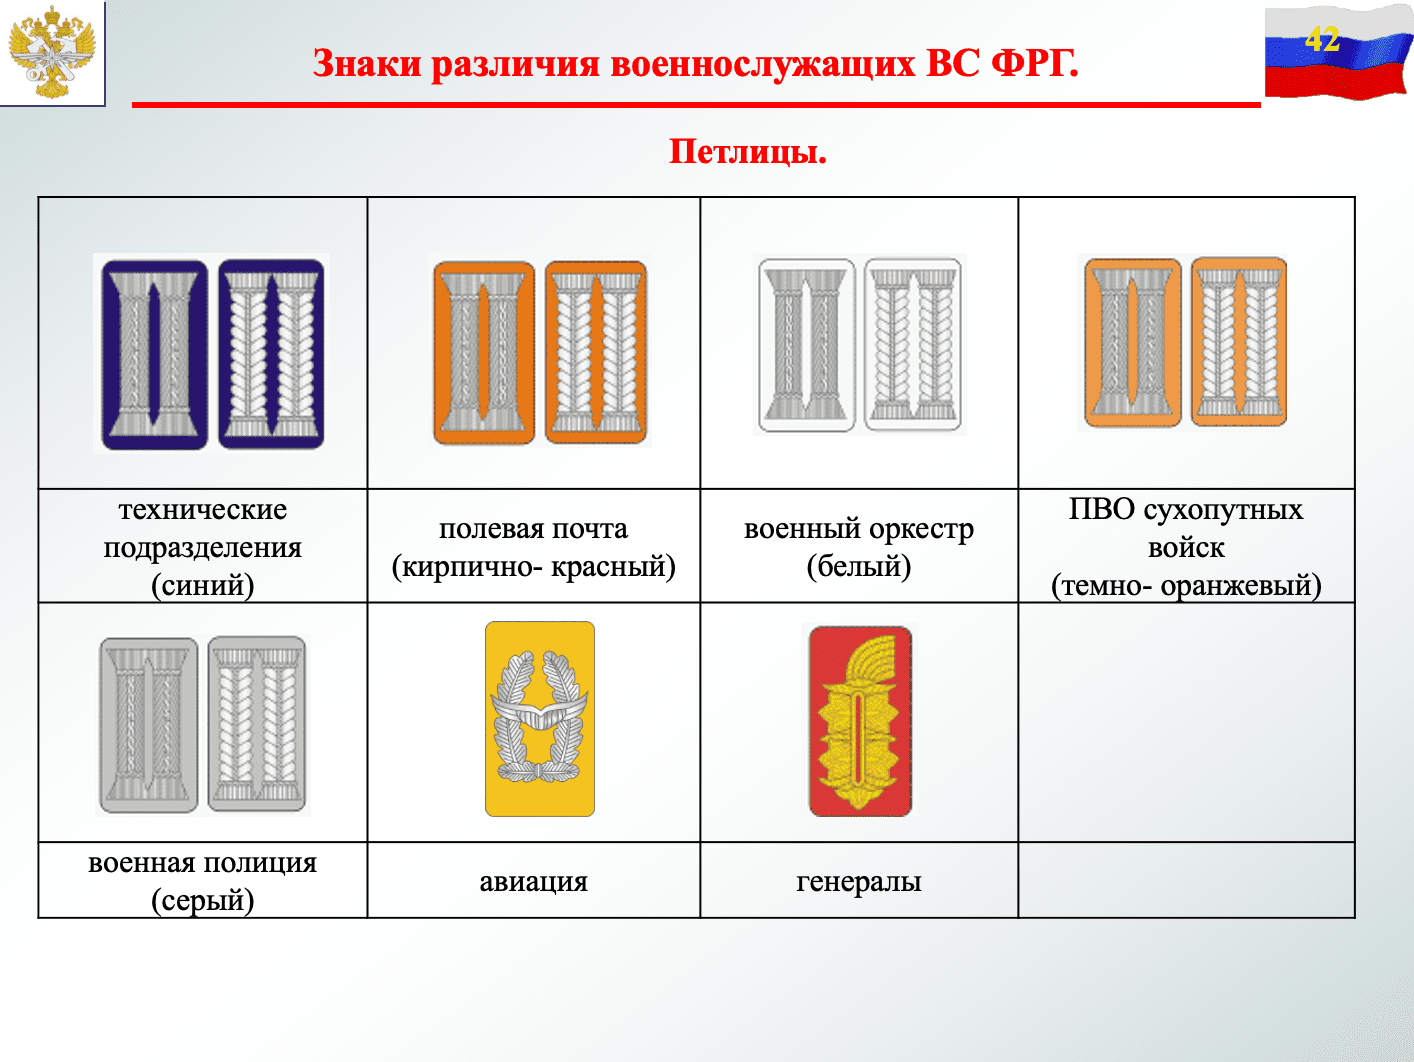 42
Знаки различия военнослужащих ВС ФРГ.
Петлицы.
технические
подразделения
(синий)
полевая почта
(кирпично- красный)
военный оркестр
(белый)
ПВО сухопутных
войск
(темно- оранжевый)
военная полиция
(серый)
авиация
генералы